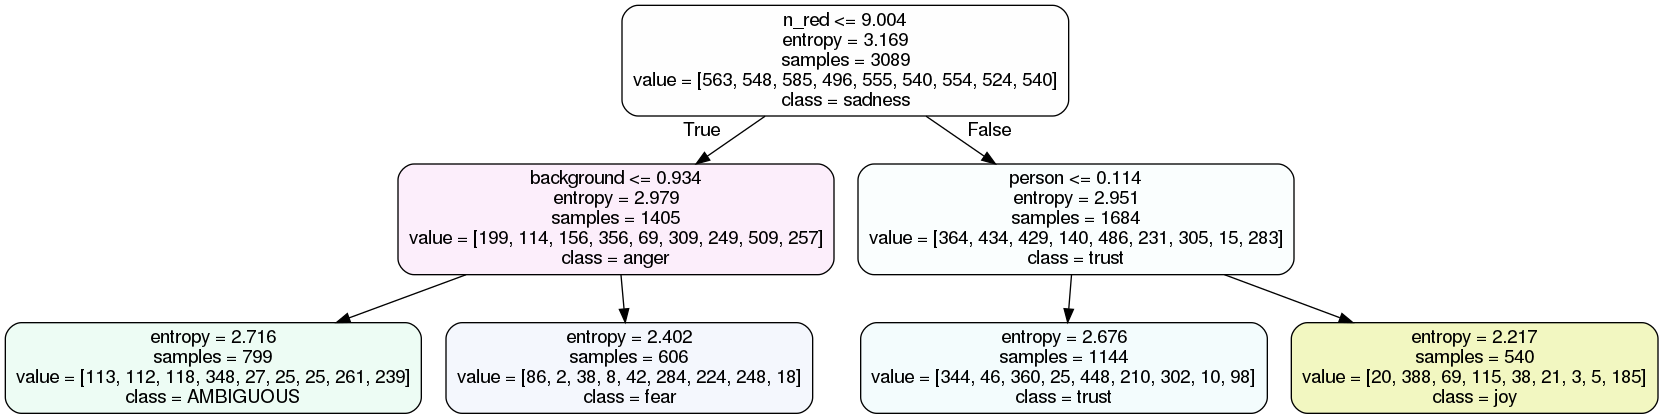 n_red <= 9.004
entropy = 3.169
samples = 3089
value = [563, 548, 585, 496, 555, 540, 554, 524, 540]
class = sadness
True
False
background <= 0.934
entropy = 2.979
samples = 1405
value = [199, 114, 156, 356, 69, 309, 249, 509, 257]
class = anger
person <= 0.114
entropy = 2.951
samples = 1684
value = [364, 434, 429, 140, 486, 231, 305, 15, 283]
class = trust
entropy = 2.716
samples = 799
value = [113, 112, 118, 348, 27, 25, 25, 261, 239]
class = AMBIGUOUS
entropy = 2.402
samples = 606
value = [86, 2, 38, 8, 42, 284, 224, 248, 18]
class = fear
entropy = 2.676
samples = 1144
value = [344, 46, 360, 25, 448, 210, 302, 10, 98]
class = trust
entropy = 2.217
samples = 540
value = [20, 388, 69, 115, 38, 21, 3, 5, 185]
class = joy